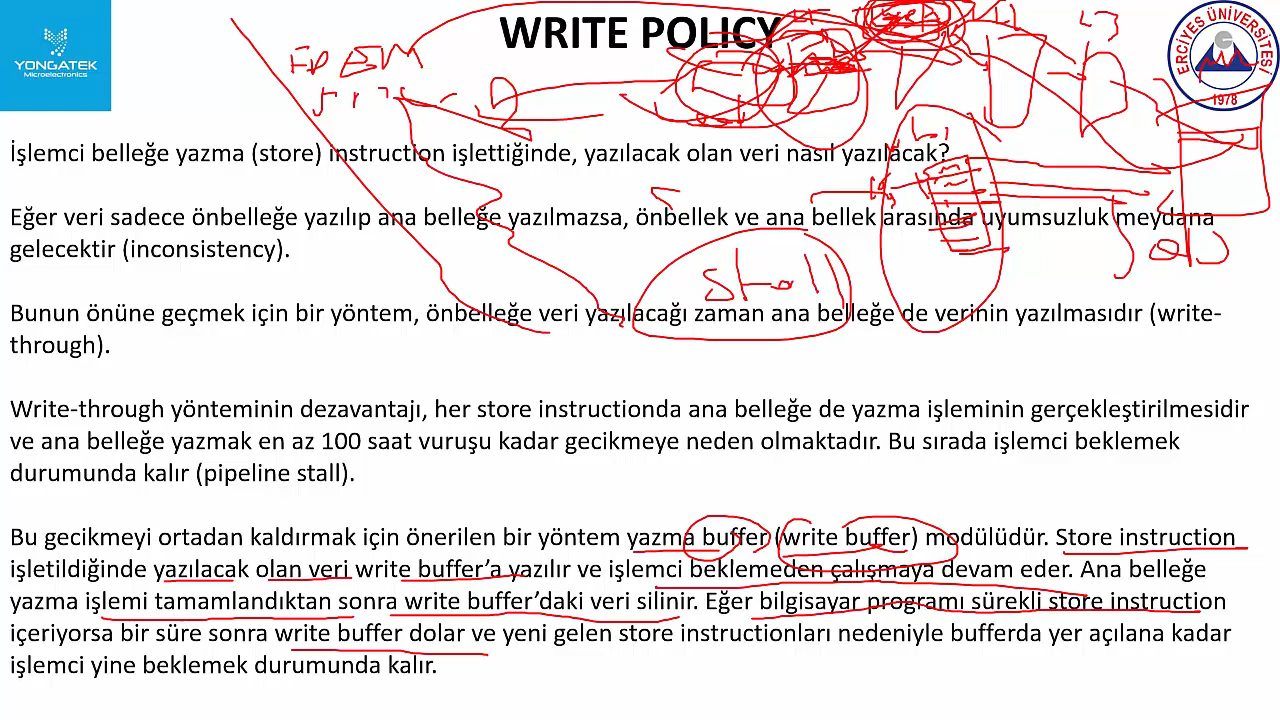 WRITE POLICY
YONGATEK
Microelectronics
ERCİYES ÜNİVERSİTESİ
1978
L3
stall
İşlemci belleğe yazma (store) instruction işlettiğinde, yazılacak olan veri nasıl yazılacak?
Eğer veri sadece önbelleğe yazılıp ana belleğe yazılmazsa, önbellek ve ana bellek arasında uyumsuzluk meydana
gelecektir (inconsistency).
Bunun önüne geçmek için bir yöntem, önbelleğe veri yazılacağı zaman ana belleğe de verinin yazılmasıdır (write-
through).
Write-through yönteminin dezavantajı, her store instructionda ana belleğe de yazma işleminin gerçekleştirilmesidir
ve ana belleğe yazmak en az 100 saat vuruşu kadar gecikmeye neden olmaktadır. Bu sırada işlemci beklemek
durumunda kalır (pipeline stall).
Bu gecikmeyi ortadan kaldırmak için önerilen bir yöntem yazma buffer (write buffer) modülüdür. Store instruction
işletildiğinde yazılacak olan veri write buffer’a yazılır ve işlemci beklemeden çalışmaya devam eder. Ana belleğe
yazma işlemi tamamlandıktan sonra write buffer’daki veri silinir. Eğer bilgisayar programı sürekli store instruction
içeriyorsa bir süre sonra write buffer dolar ve yeni gelen store instructionları nedeniyle bufferda yer açılana kadar
işlemci yine beklemek durumunda kalır.